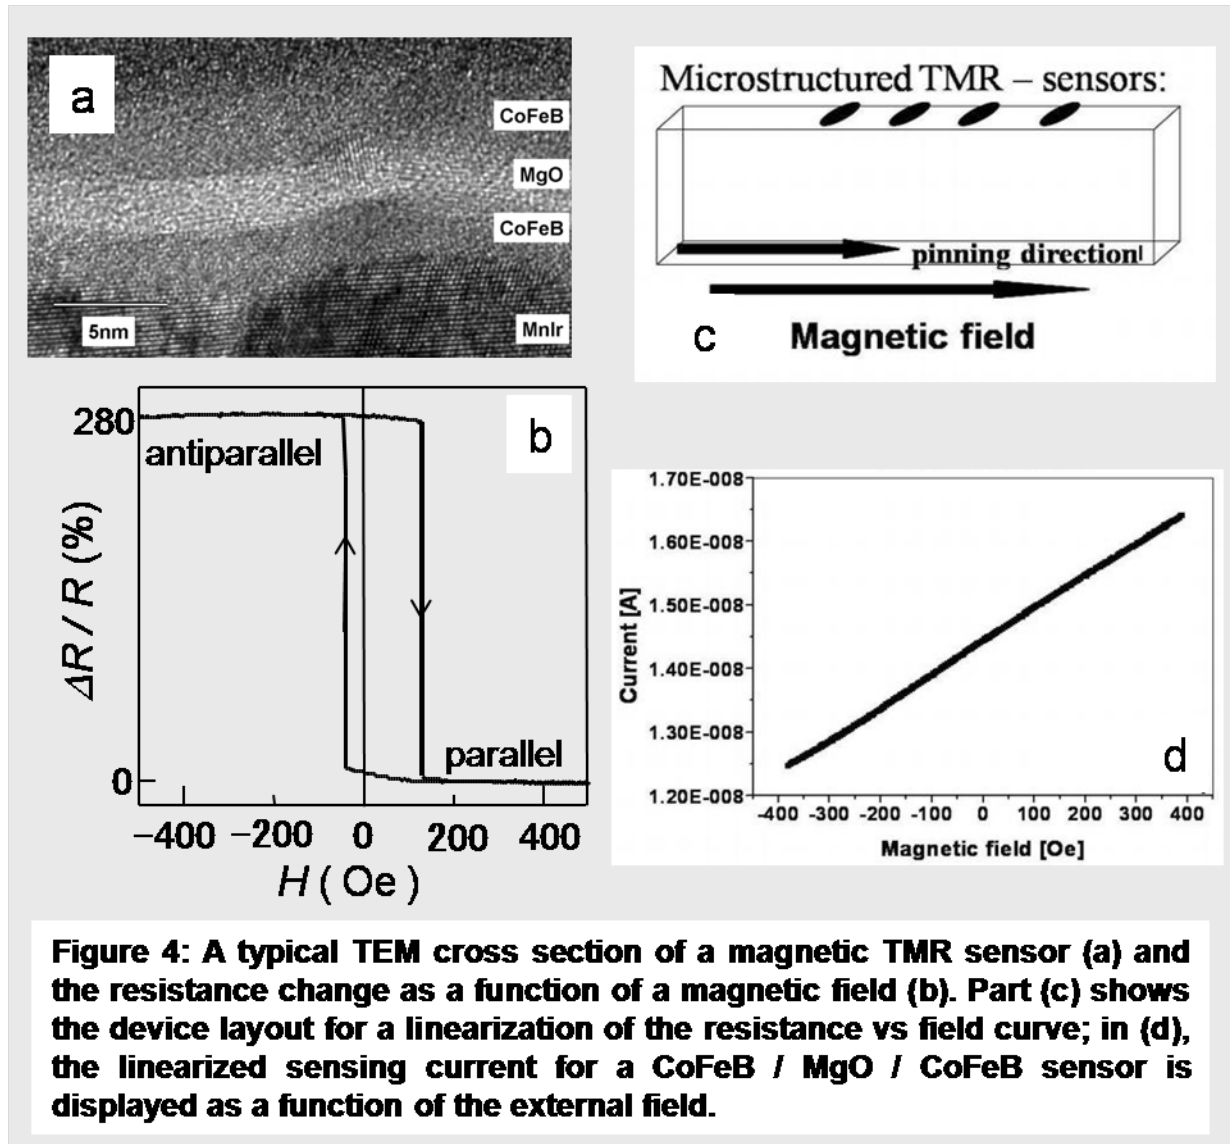 a
CoFeB
MgO
CoFeB
5nm
MnIr
Microstructured TMR – sensors:
pinning direction
Magnetic field
c
280
antiparallel
b
ΔR / R (%)
parallel
0
−400 −200 0 200 400
H ( Oe )
1.70E-008
1.60E-008
1.50E-008
1.40E-008
1.30E-008
1.20E-008
Current [A]
d
-400 -300 -200 -100 0 100 200 300 400
Magnetic field [Oe]
Figure 4: A typical TEM cross section of a magnetic TMR sensor (a) and
the resistance change as a function of a magnetic field (b). Part (c) shows
the device layout for a linearization of the resistance vs field curve; in (d),
the linearized sensing current for a CoFeB / MgO / CoFeB sensor is
displayed as a function of the external field.